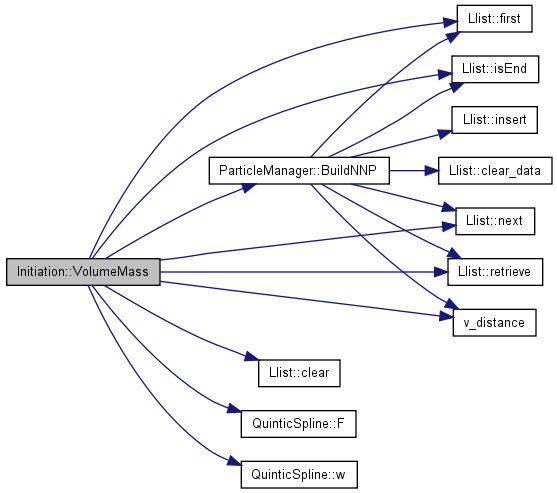 Llist::first
Llist::isEnd
Llist::insert
ParticleManager::BuildNNP
Llist::clear_data
Llist::next
Initiation::VolumeMass
Llist::retrieve
v_distance
Llist::clear
QuinticSpline::F
QuinticSpline::w